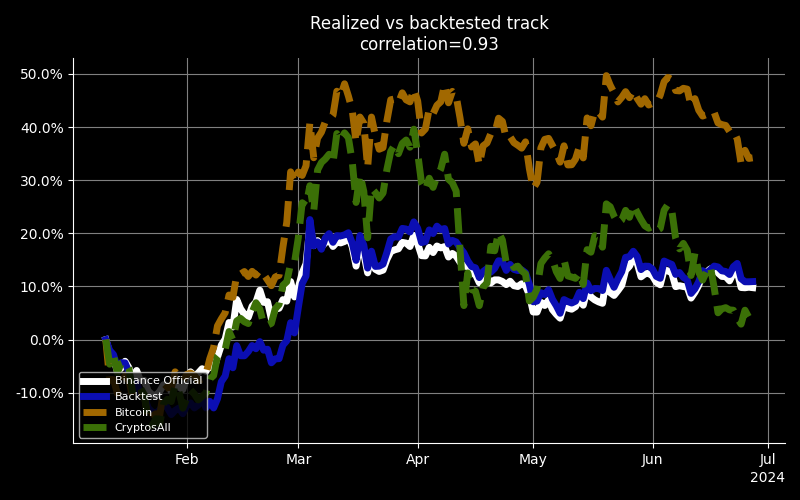 Realized vs backtested track
correlation=0.93
50.0%
40.0%
30.0%
20.0%
10.0%
0.0%
-10.0%
Binance Official
Backtest
Bitcoin
CryptosAll
Feb
Mar
Apr
May
Jun
Jul
2024